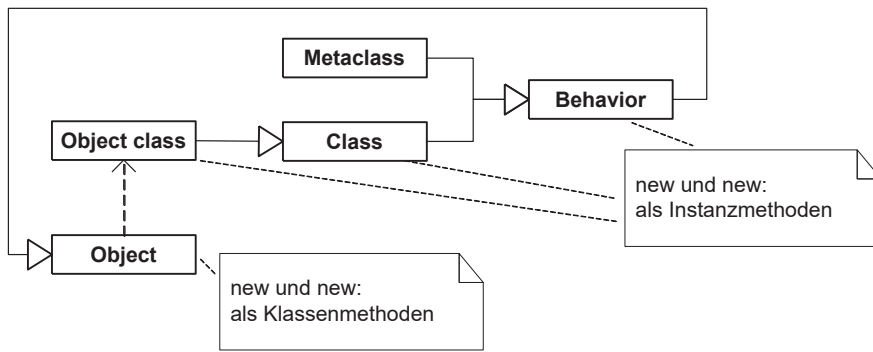 Metaclass
Behavior
Object class
Class
new und new:
als Instanzmethoden
Object
new und new:
als Klassenmethoden